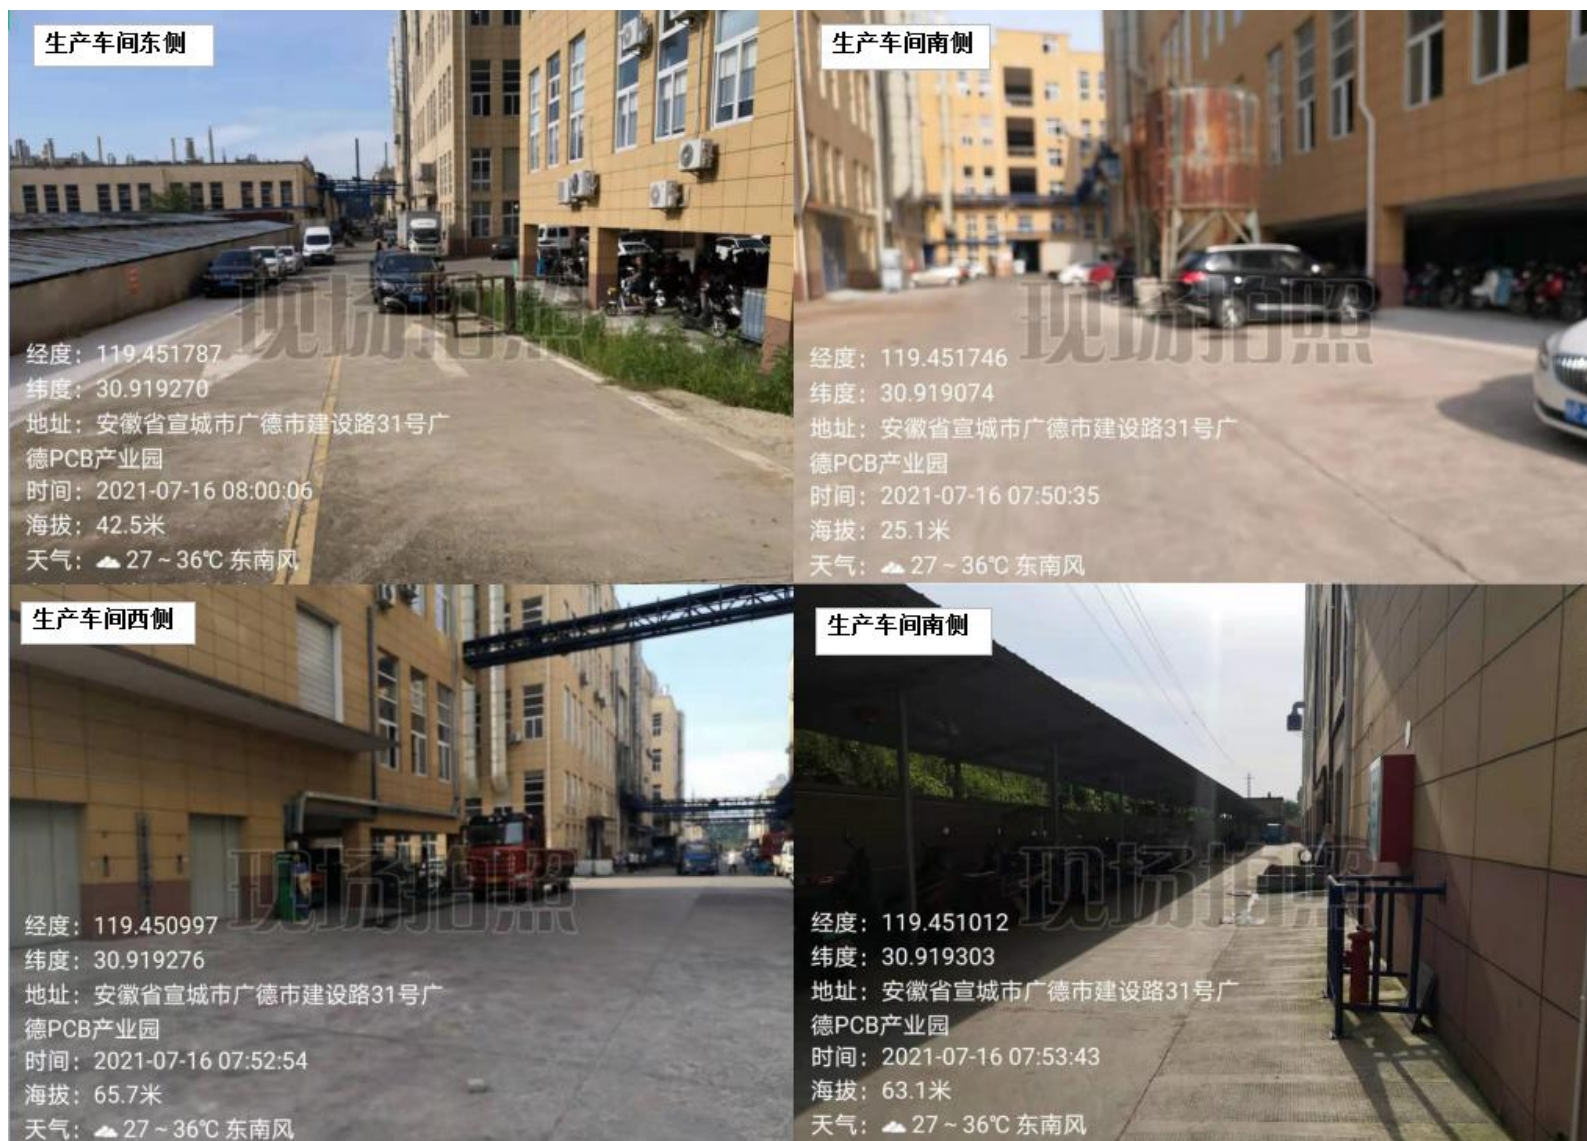 生产车间东侧
现场拍照
经度：119.451787
纬度：30.919270
地址：安徽省宣城市广德市建设路31号广
德PCB产业园
时间：2021-07-16 08:00:06
海拔：42.5米
天气：27～36℃ 东南风
生产车间南侧
现场拍照
经度：119.451746
纬度：30.919074
地址：安徽省宣城市广德市建设路31号广
德PCB产业园
时间：2021-07-16 07:50:35
海拔：25.1米
天气：27～36℃ 东南风
生产车间西侧
现场拍照
经度：119.450997
纬度：30.919276
地址：安徽省宣城市广德市建设路31号广
德PCB产业园
时间：2021-07-16 07:52:54
海拔：65.7米
天气：27～36℃ 东南风
生产车间南侧
现场拍照
经度：119.451012
纬度：30.919303
地址：安徽省宣城市广德市建设路31号广
德PCB产业园
时间：2021-07-16 07:53:43
海拔：63.1米
天气：27～36℃ 东南风